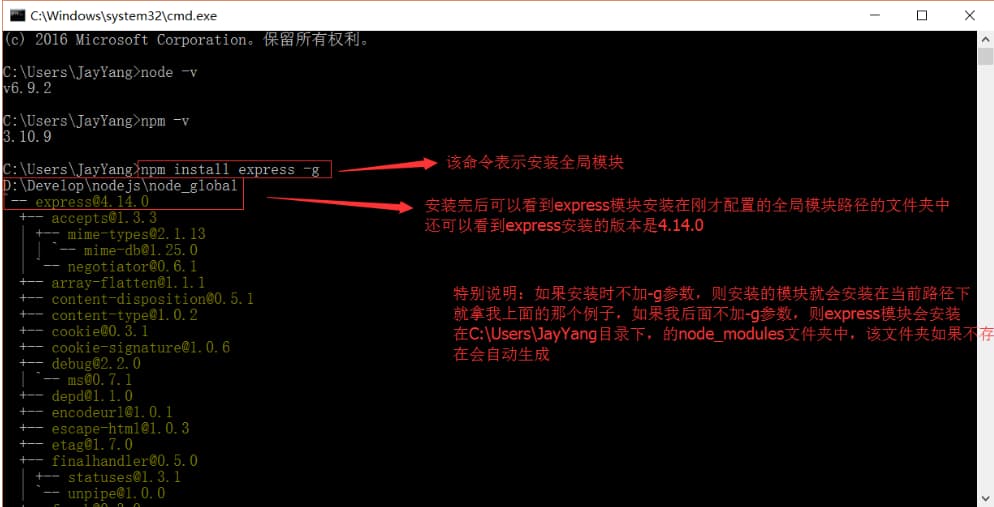 C:\Windows\system32\cmd.exe
(c) 2016 Microsoft Corporation。保留所有权利。
C:\Users\JayYang>node -v
v6.9.2
C:\Users\JayYang>npm -v
3.10.9
C:\Users\JayYang>npm install express -g
该命令表示安装全局模块
D:\Develop\nodejs\node_global
`-- express@4.14.0
安装完后可以看到express模块安装在刚才配置的全局模块路径的文件夹中
还可以看到express安装的版本是4.14.0
+-- accepts@1.3.3
| +-- mime-types@2.1.13
| | `-- mime-db@1.25.0
| `-- negotiator@0.6.1
+-- array-flatten@1.1.1
+-- content-disposition@0.5.1
+-- content-type@1.0.2
+-- cookie@0.3.1
+-- cookie-signature@1.0.6
+-- debug@2.2.0
| `-- ms@0.7.1
+-- depd@1.1.0
+-- encodeurl@1.0.1
+-- escape-html@1.0.3
+-- etag@1.7.0
+-- finalhandler@0.5.0
| +-- statuses@1.3.1
| `-- unpipe@1.0.0
特别说明：如果安装时不加-g参数，则安装的模块就会安装在当前路径下
就拿我上面的那个例子，如果我后面不加-g参数，则express模块会安装
在C:\Users\JayYang目录下，的node_modules文件夹中，该文件夹如果不存
在会自动生成